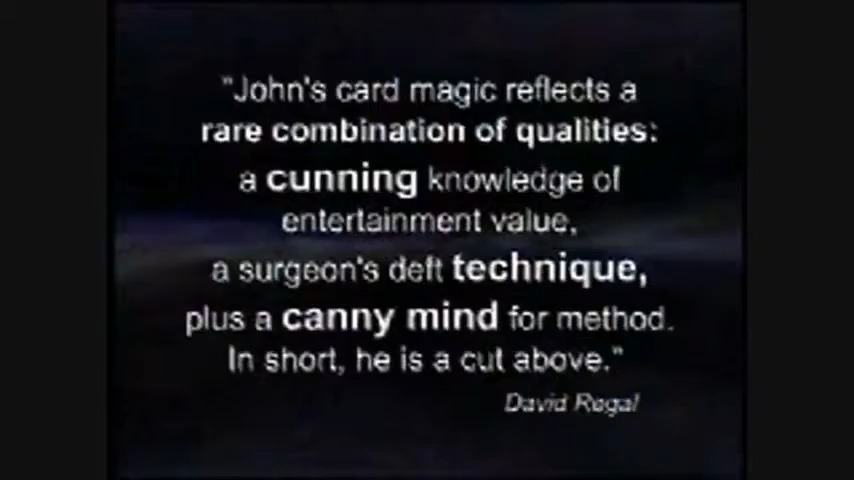 "John's card magic reflects a
rare combination of qualities:
a cunning knowledge of
entertainment value,
a surgeon's deft technique,
plus a canny mind for method.
In short, he is a cut above."
David Regal